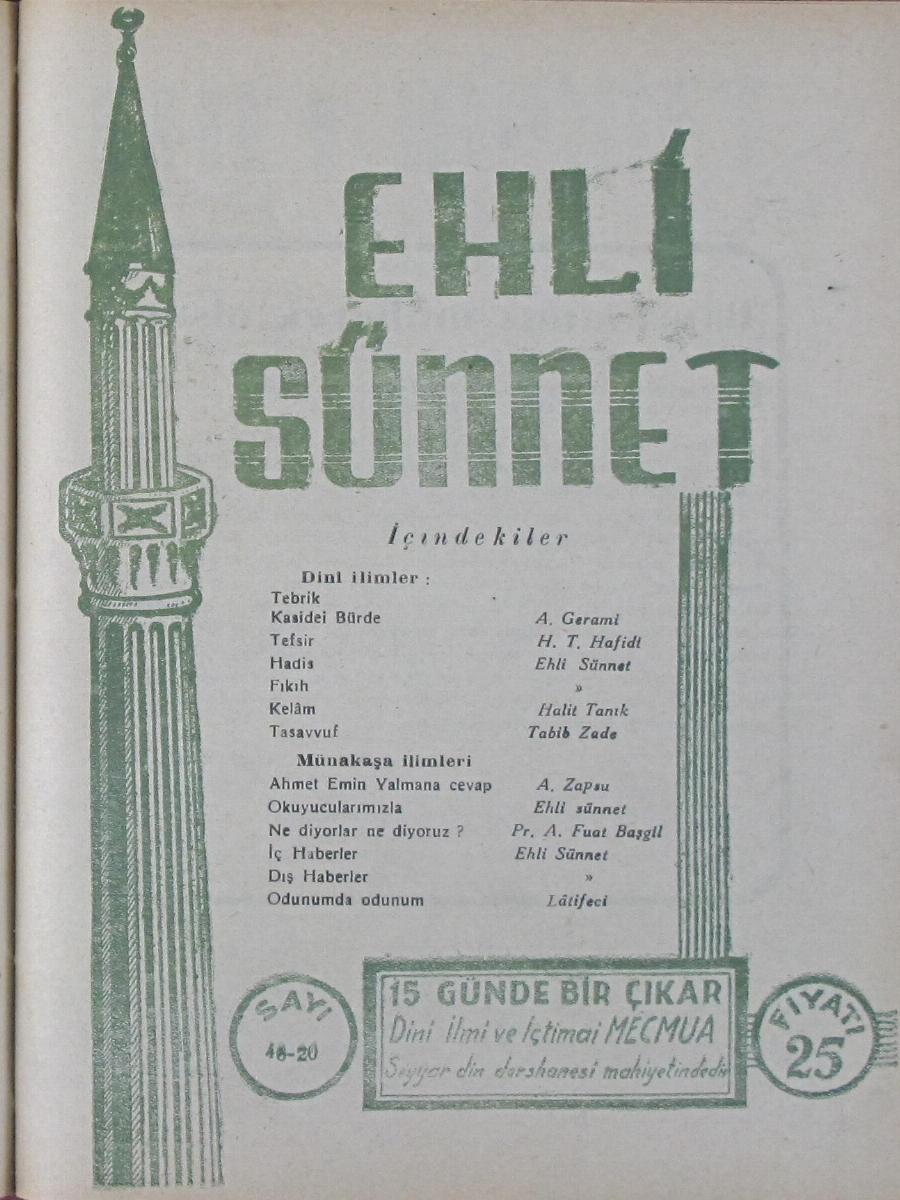 EHLİ
SÜNNET
İçındekiler
Dinî ilimler :
Tebrik
Kasidei Bürde A. Gerami
Tefsir H. T. Hafidi
Hadis Ehli Sünnet
Fıkıh »
Kelâm Halit Tanık
Tasavvuf Tabib Zade
Münakaşa ilimleri
Ahmet Emin Yalmana cevap A. Zapsu
Okuyucularımızla Ehli sünnet
Ne diyorlar ne diyoruz ? Pr. A. Fuat Başgil
İç Haberler Ehli Sünnet
Dış Haberler »
Odunumda odunum Lâtifeci
SAYI
46-20
15 GÜNDE BİR ÇIKAR
Dini İlmi ve İçtimai MECMUA
Seyyar din dershanesi mahiyetindedir
FİYATI
25